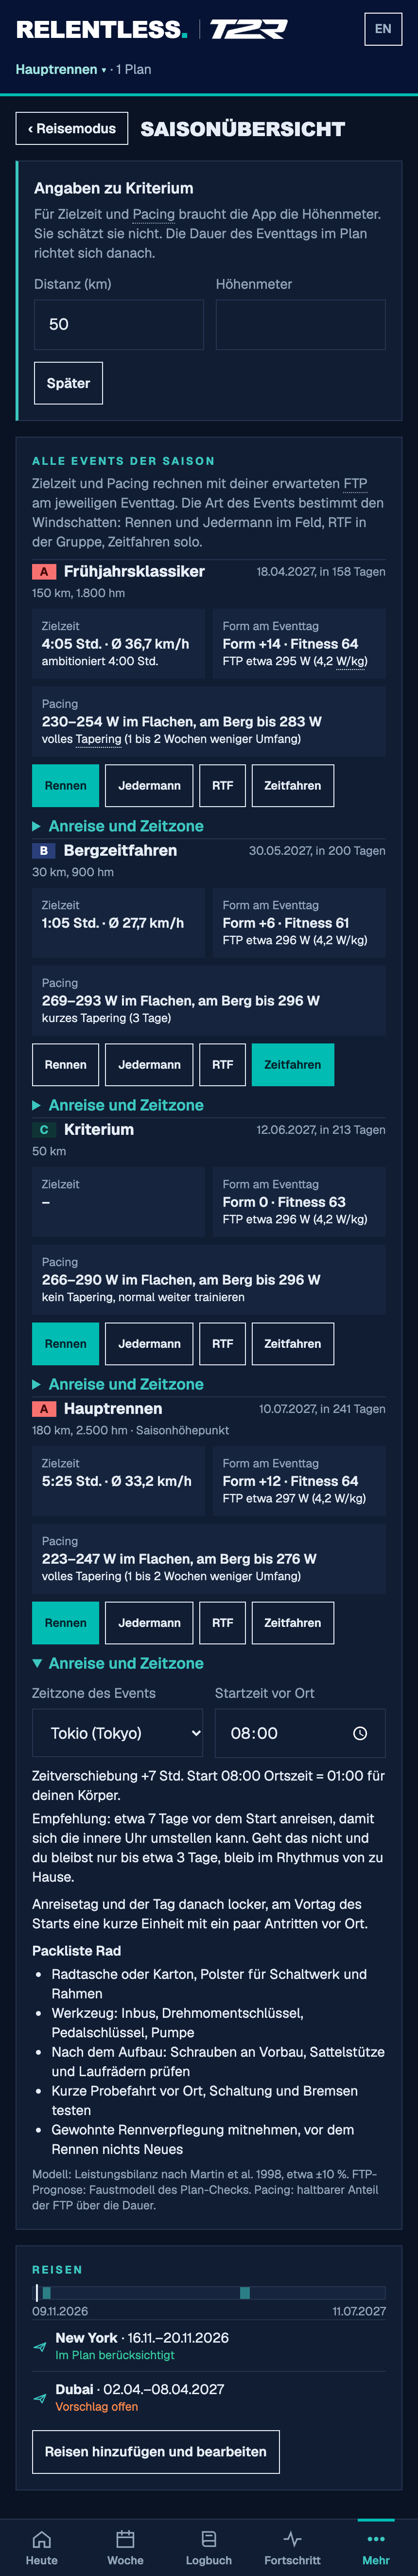 RELENTLESS. | T2R
EN
Hauptrennen ▾ · 1 Plan
‹ Reisemodus
SAISONÜBERSICHT
Angaben zu Kriterium
Für Zielzeit und Pacing braucht die App die Höhenmeter.
Sie schätzt sie nicht. Die Dauer des Eventtags im Plan
richtet sich danach.
Distanz (km)
Höhenmeter
50
Später
ALLE EVENTS DER SAISON
Zielzeit und Pacing rechnen mit deiner erwarteten FTP
am jeweiligen Eventtag. Die Art des Events bestimmt den
Windschatten: Rennen und Jedermann im Feld, RTF in
der Gruppe, Zeitfahren solo.
A Frühjahrsklassiker 18.04.2027, in 158 Tagen
150 km, 1.800 hm
Zielzeit
4:05 Std. · Ø 36,7 km/h
ambitioniert 4:00 Std.
Form am Eventtag
Form +14 · Fitness 64
FTP etwa 295 W (4,2 W/kg)
Pacing
230–254 W im Flachen, am Berg bis 283 W
volles Tapering (1 bis 2 Wochen weniger Umfang)
Rennen Jedermann RTF Zeitfahren
▶ Anreise und Zeitzone
B Bergzeitfahren 30.05.2027, in 200 Tagen
30 km, 900 hm
Zielzeit
1:05 Std. · Ø 27,7 km/h
Form am Eventtag
Form +6 · Fitness 61
FTP etwa 296 W (4,2 W/kg)
Pacing
269–293 W im Flachen, am Berg bis 296 W
kurzes Tapering (3 Tage)
Rennen Jedermann RTF Zeitfahren
▶ Anreise und Zeitzone
C Kriterium 12.06.2027, in 213 Tagen
50 km
Zielzeit
–
Form am Eventtag
Form 0 · Fitness 63
FTP etwa 296 W (4,2 W/kg)
Pacing
266–290 W im Flachen, am Berg bis 296 W
kein Tapering, normal weiter trainieren
Rennen Jedermann RTF Zeitfahren
▶ Anreise und Zeitzone
A Hauptrennen 10.07.2027, in 241 Tagen
180 km, 2.500 hm · Saisonhöhepunkt
Zielzeit
5:25 Std. · Ø 33,2 km/h
Form am Eventtag
Form +12 · Fitness 64
FTP etwa 297 W (4,2 W/kg)
Pacing
223–247 W im Flachen, am Berg bis 276 W
volles Tapering (1 bis 2 Wochen weniger Umfang)
Rennen Jedermann RTF Zeitfahren
▼ Anreise und Zeitzone
Zeitzone des Events
Startzeit vor Ort
Tokio (Tokyo)
08:00
Zeitverschiebung +7 Std. Start 08:00 Ortszeit = 01:00 für
deinen Körper.
Empfehlung: etwa 7 Tage vor dem Start anreisen, damit
sich die innere Uhr umstellen kann. Geht das nicht und
du bleibst nur bis etwa 3 Tage, bleib im Rhythmus von zu
Hause.
Anreisetag und der Tag danach locker, am Vortag des
Starts eine kurze Einheit mit ein paar Antritten vor Ort.
Packliste Rad
• Radtasche oder Karton, Polster für Schaltwerk und
Rahmen
• Werkzeug: Inbus, Drehmomentschlüssel,
Pedalschlüssel, Pumpe
• Nach dem Aufbau: Schrauben an Vorbau, Sattelstütze
und Laufrädern prüfen
• Kurze Probefahrt vor Ort, Schaltung und Bremsen
testen
• Gewohnte Rennverpflegung mitnehmen, vor dem
Rennen nichts Neues
Modell: Leistungsbilanz nach Martin et al. 1998, etwa ±10 %. FTP-
Prognose: Faustmodell des Plan-Checks. Pacing: haltbarer Anteil
der FTP über die Dauer.
REISEN
09.11.2026
11.07.2027
New York · 16.11.–20.11.2026
Im Plan berücksichtigt
Dubai · 02.04.–08.04.2027
Vorschlag offen
Reisen hinzufügen und bearbeiten
Heute Woche Logbuch Fortschritt Mehr